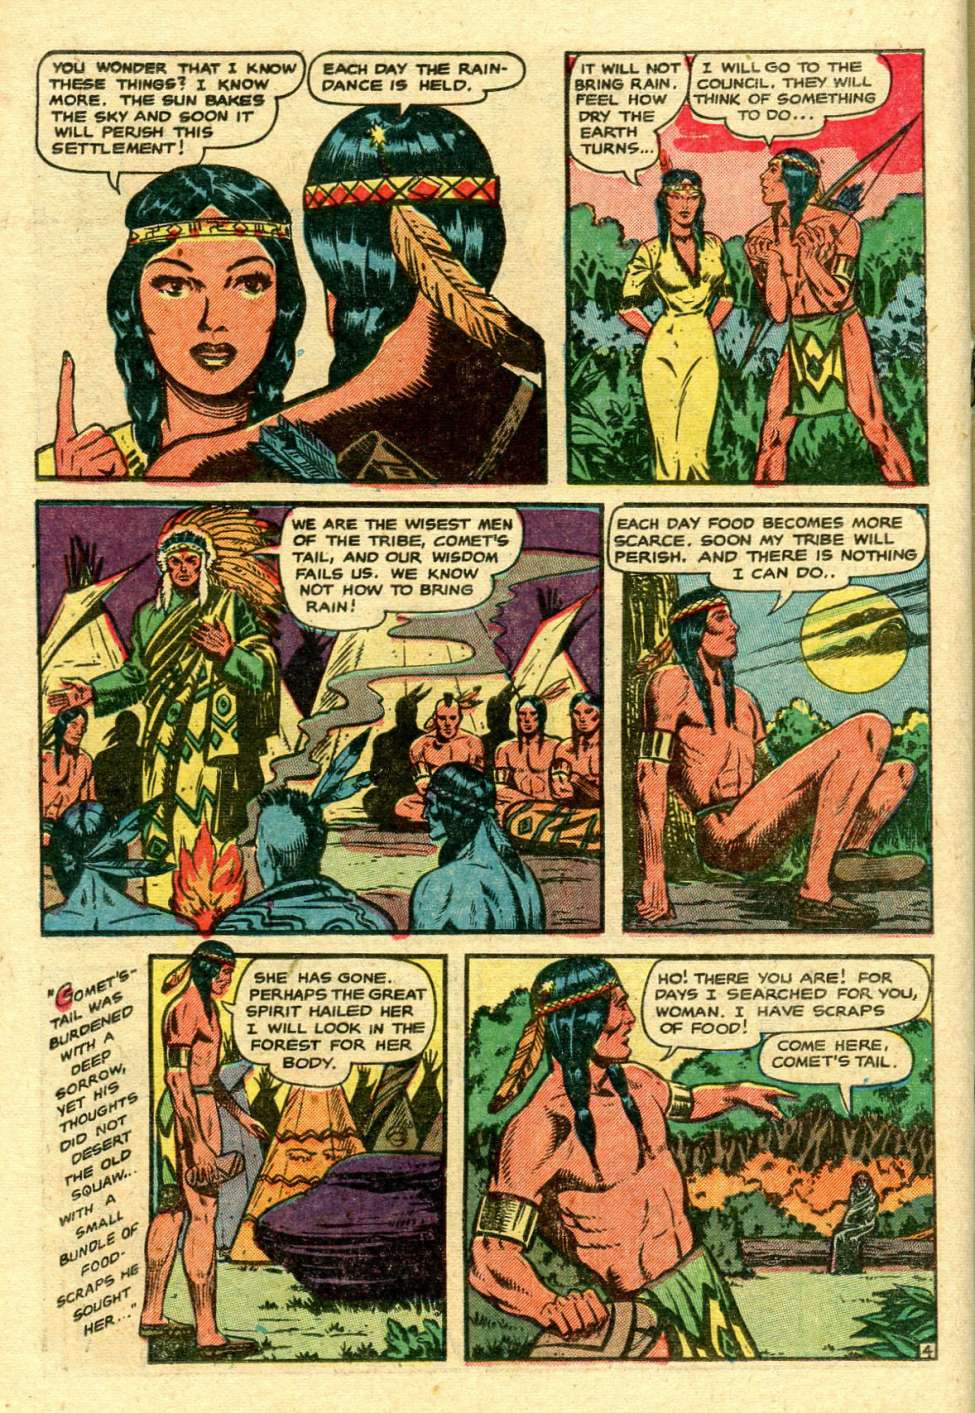 YOU WONDER THAT I KNOW
THESE THINGS? I KNOW
MORE. THE SUN BAKES
THE SKY AND SOON IT
WILL PERISH THIS
SETTLEMENT!
EACH DAY THE RAIN-
DANCE IS HELD.
IT WILL NOT
BRING RAIN.
FEEL HOW
DRY THE
EARTH
TURNS...
I WILL GO TO THE
COUNCIL. THEY WILL
THINK OF SOMETHING
TO DO...
WE ARE THE WISEST MEN
OF THE TRIBE, COMET'S
TAIL, AND OUR WISDOM
FAILS US. WE KNOW
NOT HOW TO BRING
RAIN!
EACH DAY FOOD BECOMES MORE
SCARCE. SOON MY TRIBE WILL
PERISH. AND THERE IS NOTHING
I CAN DO..
"COMET'S-
TAIL WAS
BURDENED
WITH A
DEEP
SORROW,
YET HIS
THOUGHTS
DID NOT
DESERT
THE OLD
SQUAW...
WITH A
SMALL
BUNDLE OF
FOOD-
SCRAPS HE
SOUGHT
HER..."
SHE HAS GONE.
PERHAPS THE GREAT
SPIRIT HAILED HER
I WILL LOOK IN THE
FOREST FOR HER
BODY.
HO! THERE YOU ARE! FOR
DAYS I SEARCHED FOR YOU,
WOMAN. I HAVE SCRAPS
OF FOOD!
COME HERE,
COMET'S TAIL.
4